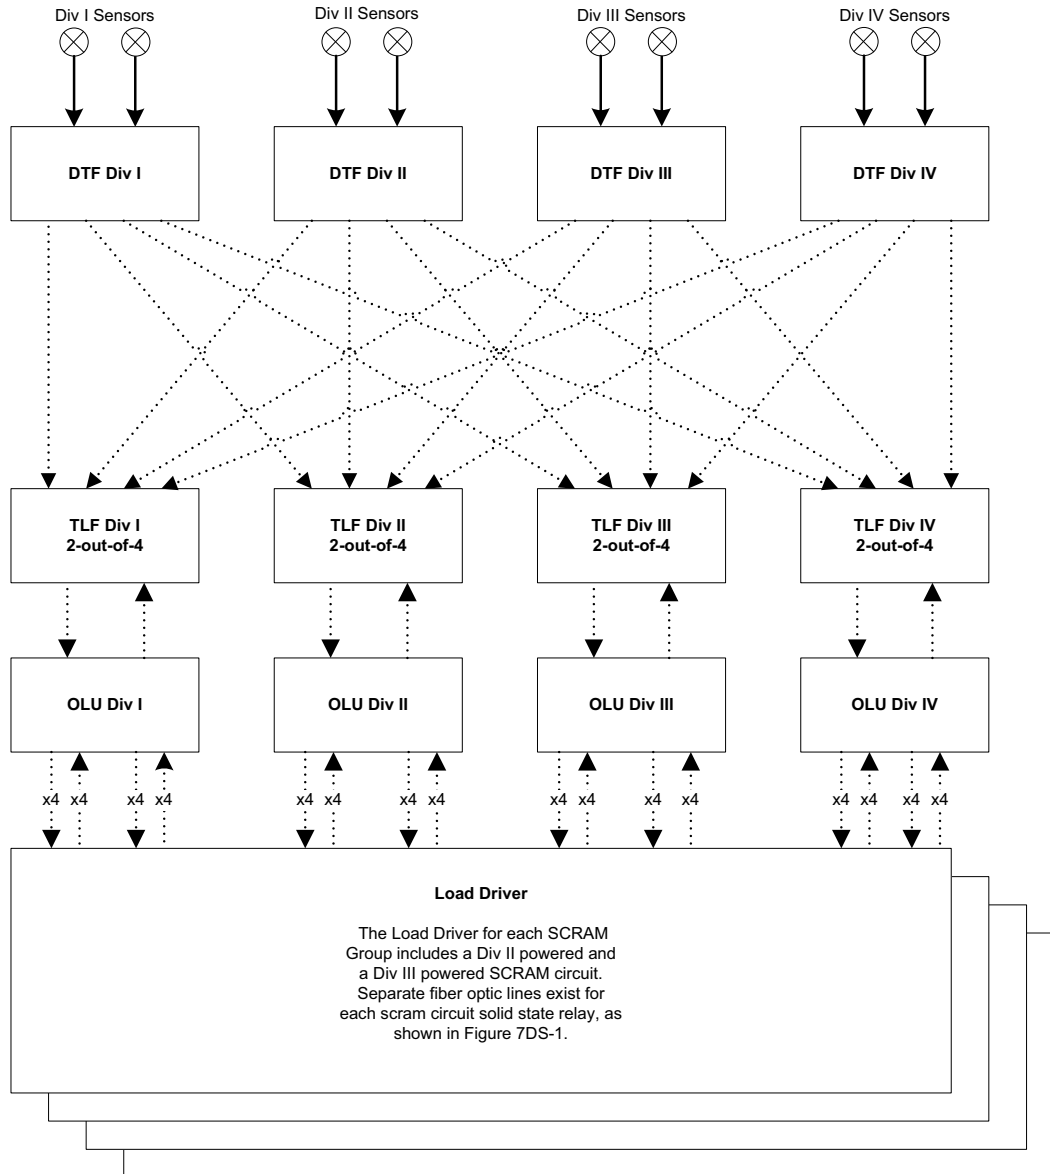 Div I Sensors
Div II Sensors
Div III Sensors
Div IV Sensors
DTF Div I
DTF Div II
DTF Div III
DTF Div IV
TLF Div I
2-out-of-4
TLF Div II
2-out-of-4
TLF Div III
2-out-of-4
TLF Div IV
2-out-of-4
OLU Div I
OLU Div II
OLU Div III
OLU Div IV
x4 x4 x4 x4
x4 x4 x4 x4
x4 x4 x4 x4
x4 x4 x4 x4
Load Driver
The Load Driver for each SCRAM
Group includes a Div II powered and
a Div III powered SCRAM circuit.
Separate fiber optic lines exist for
each scram circuit solid state relay, as
shown in Figure 7DS-1.